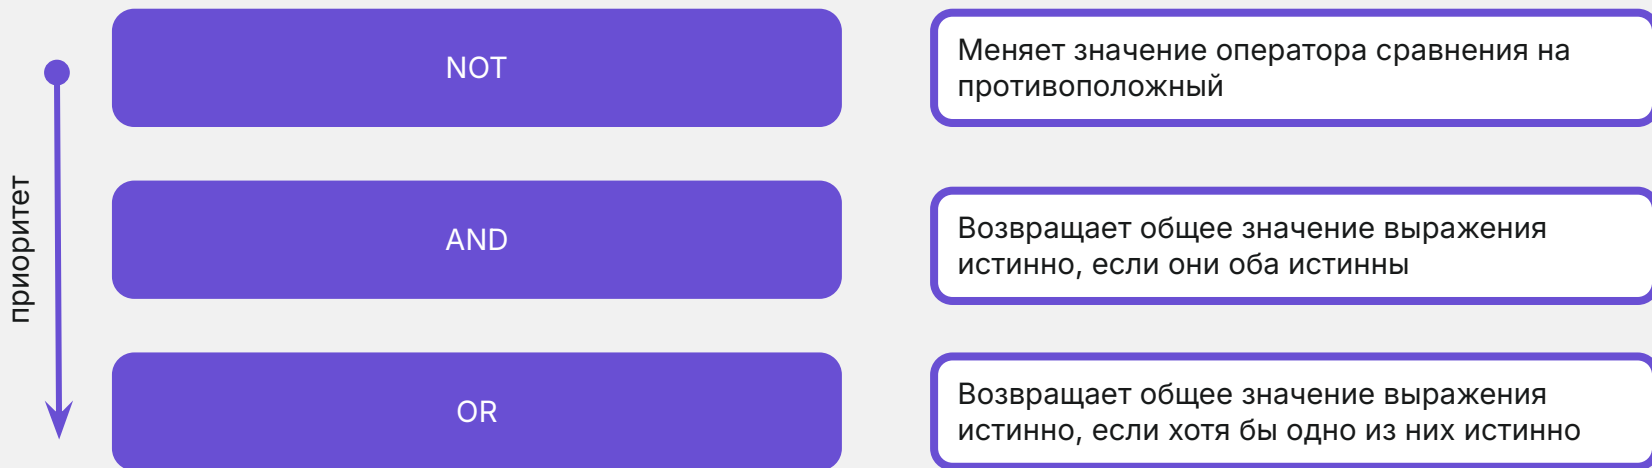 приоритет
NOT
Меняет значение оператора сравнения на
противоположный
AND
Возвращает общее значение выражения
истинно, если они оба истинны
OR
Возвращает общее значение выражения
истинно, если хотя бы одно из них истинно